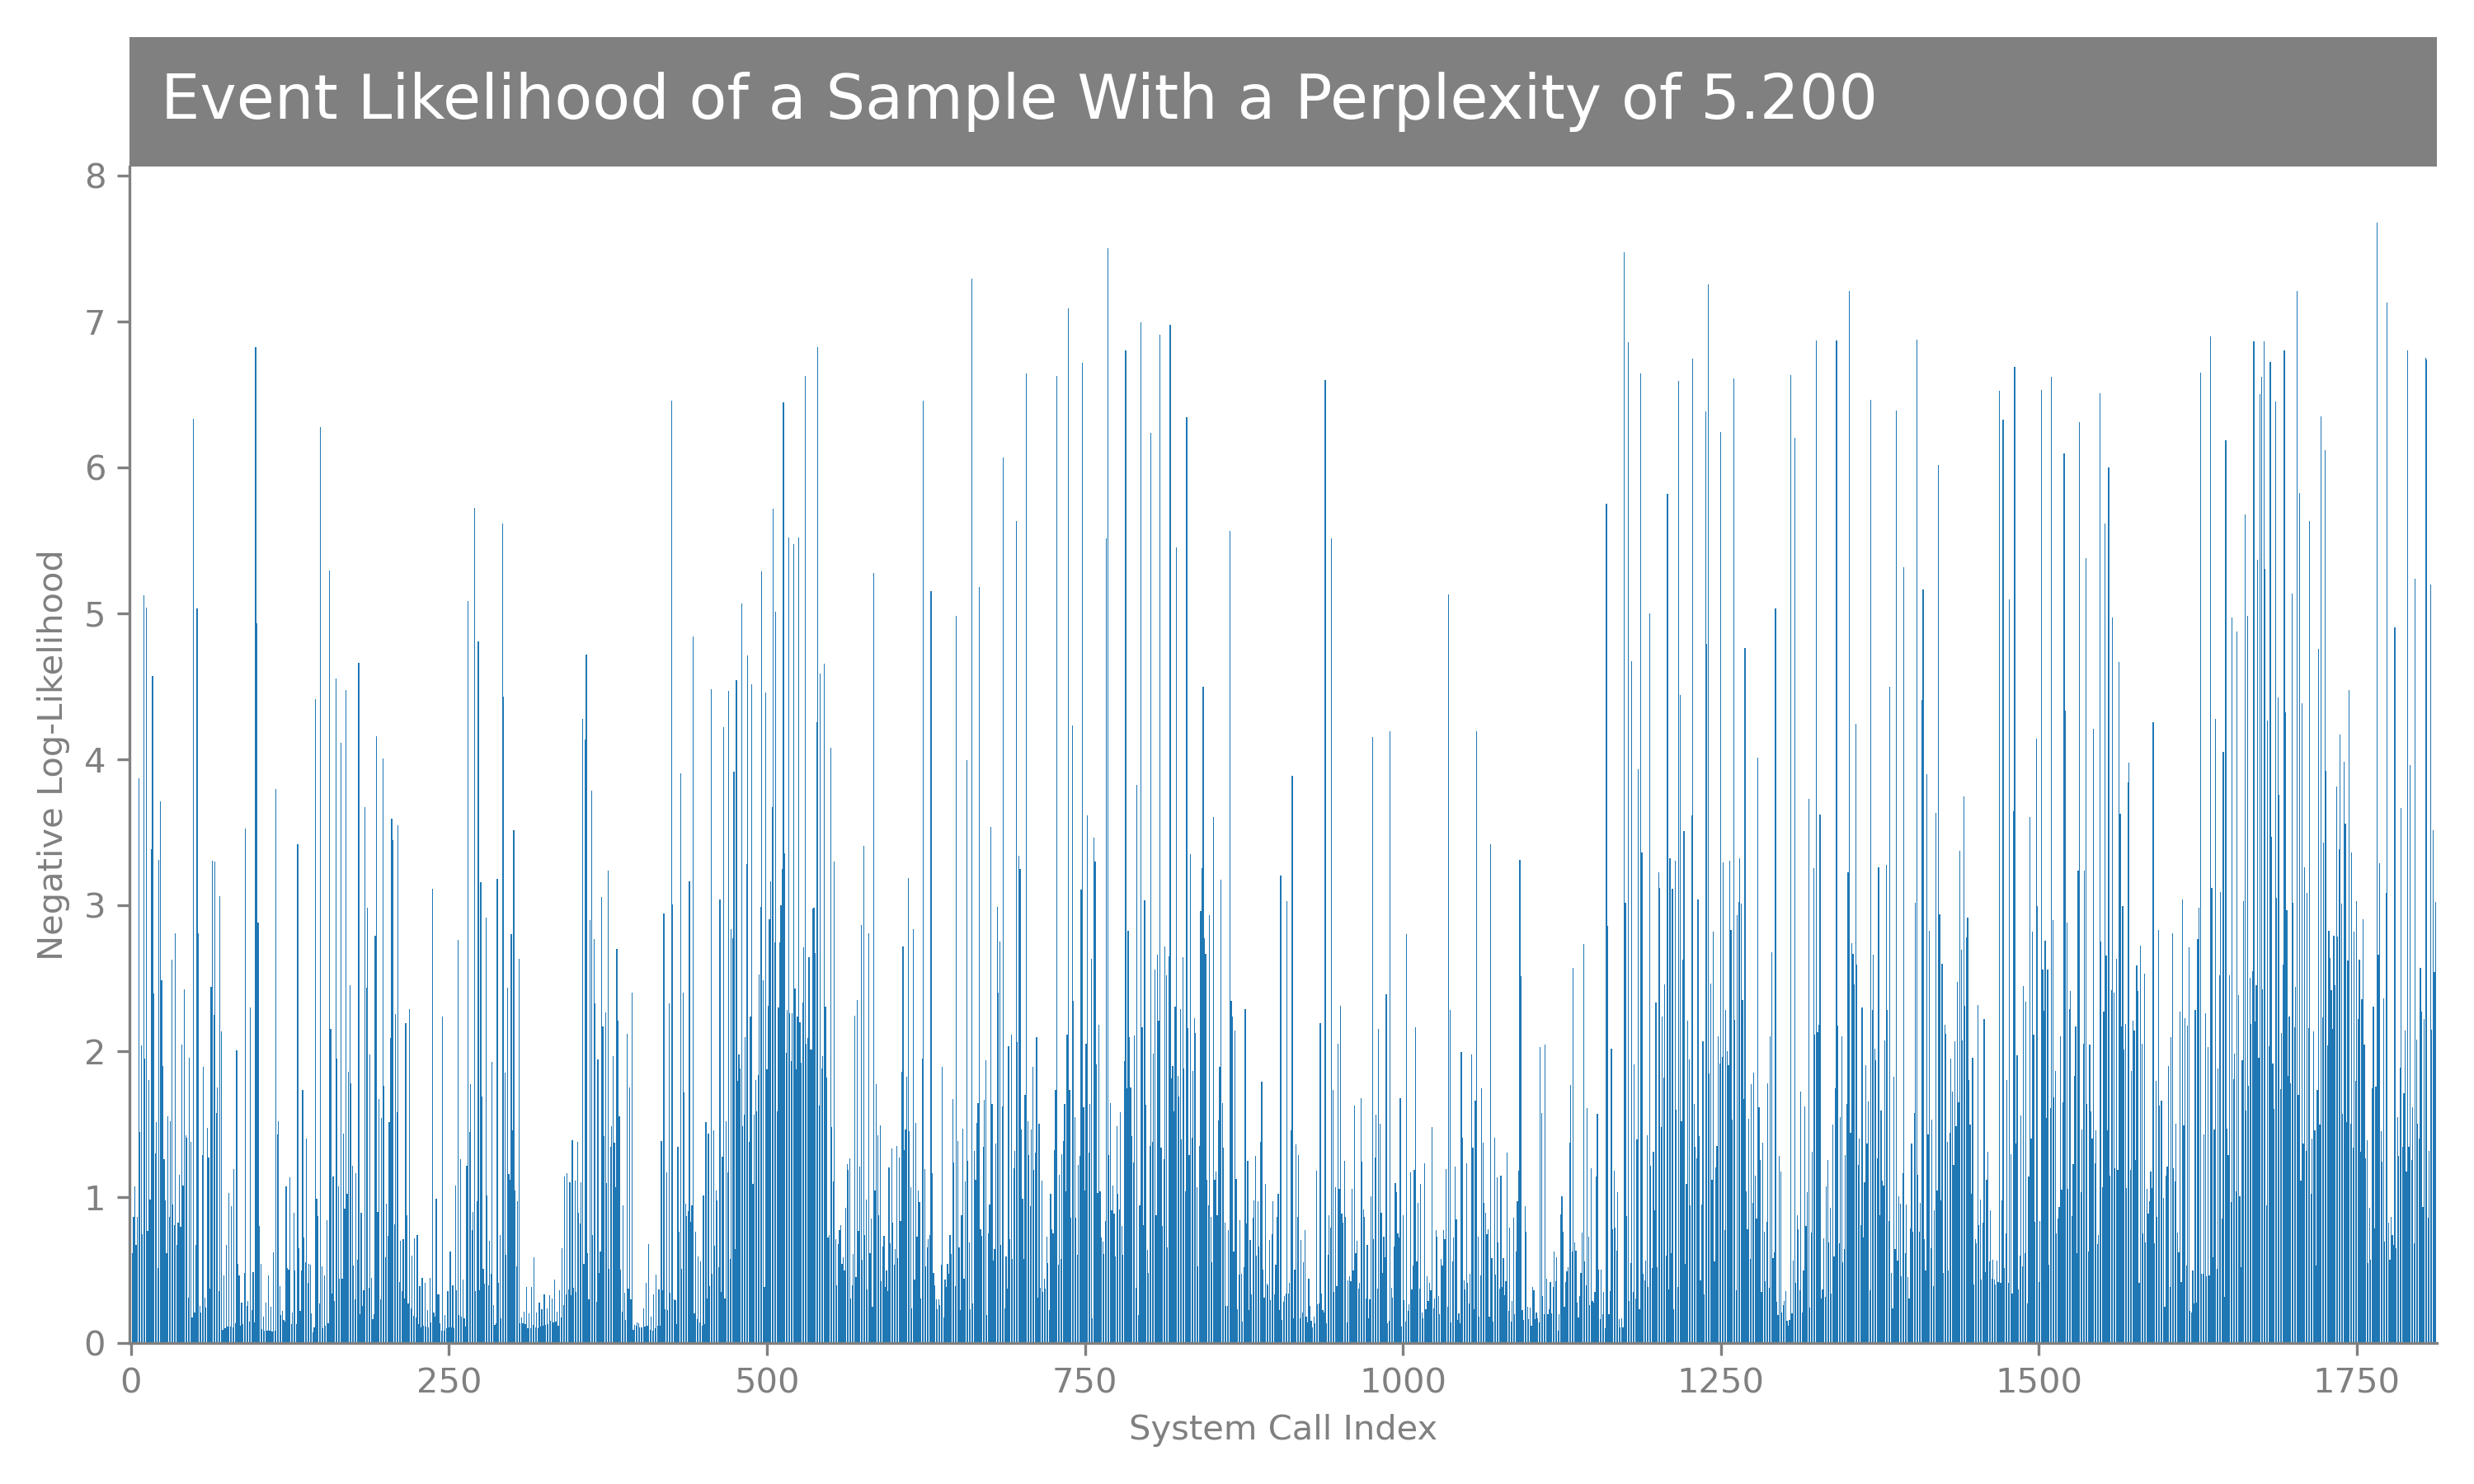 Event Likelihood of a Sample With a Perplexity of 5.200
8
7
6
5
4
3
2
1
0
Negative Log-Likelihood
0 250 500 750 1000 1250 1500 1750
System Call Index